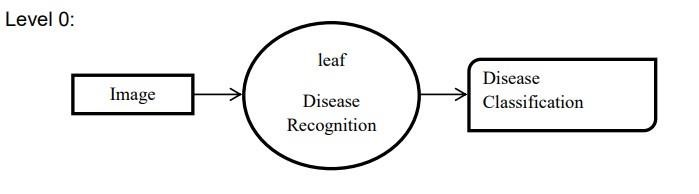 Level 0:
Image
leaf
Disease
Recognition
Disease
Classification